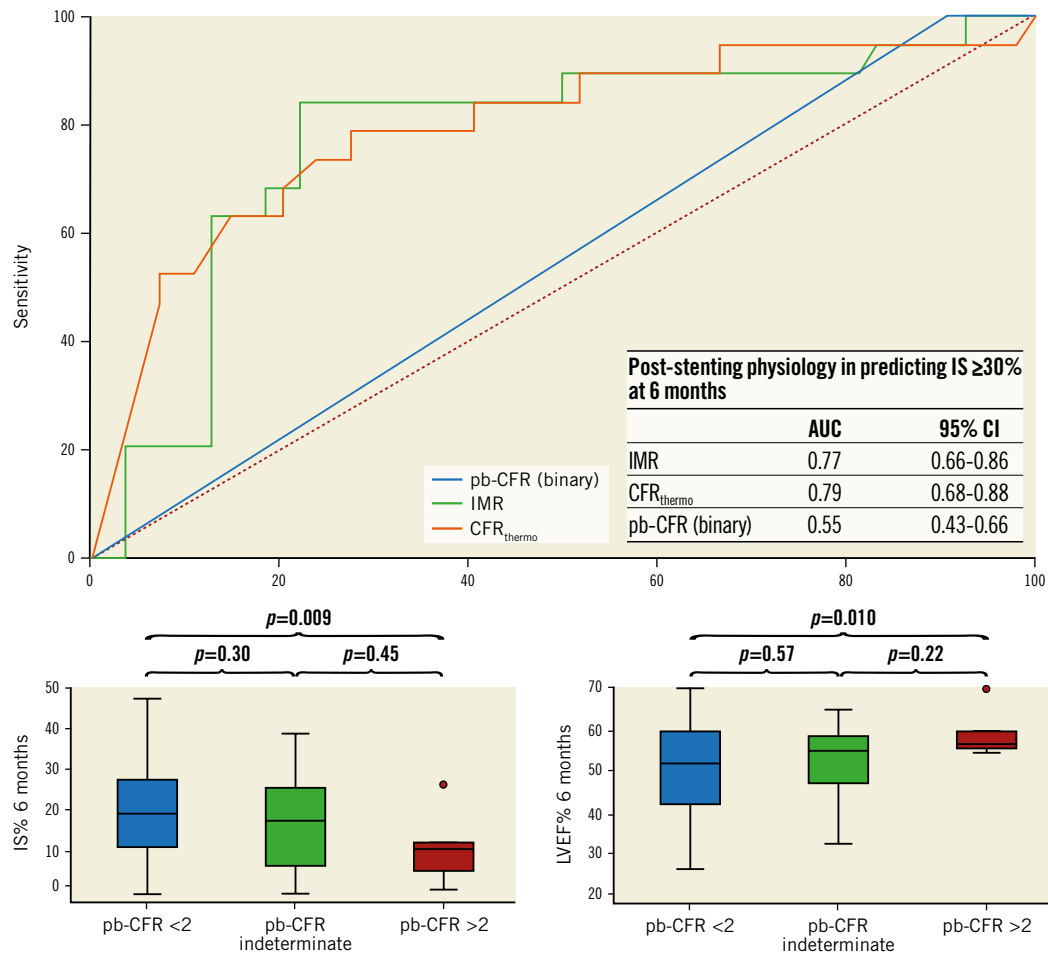 100
80
60
40
20
0
Sensitivity
0
20
40
60
80
100
pb-CFR (binary)
IMR
CFRthermo
Post-stenting physiology in predicting IS ≥30%
at 6 months
AUC 95% CI
IMR 0.77 0.66-0.86
CFRthermo 0.79 0.68-0.88
pb-CFR (binary) 0.55 0.43-0.66
p=0.009
p=0.30 p=0.45
50
40
30
20
10
0
IS% 6 months
pb-CFR <2
pb-CFR
indeterminate
pb-CFR >2
p=0.010
p=0.57 p=0.22
70
60
50
40
30
20
LVEF% 6 months
pb-CFR <2
pb-CFR
indeterminate
pb-CFR >2